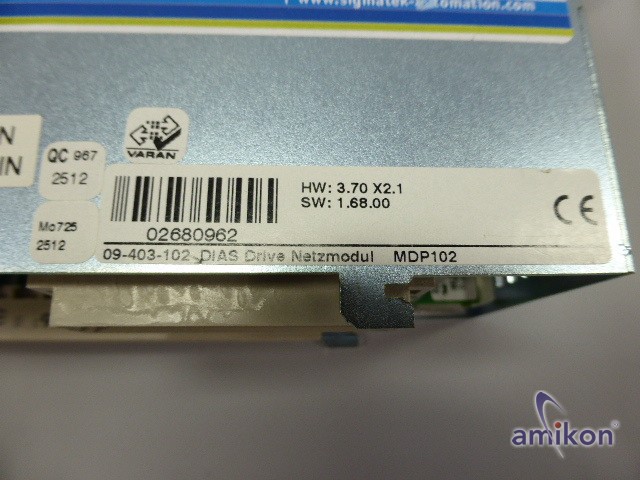 www.sigmatek-automation.com
N
IN
QC 967
2512
VARAN
Mo725
2512
02680962
HW: 3.70 X2.1
SW: 1.68.00
CE
09-403-102 DIAS Drive Netzmodul MDP102
amikon